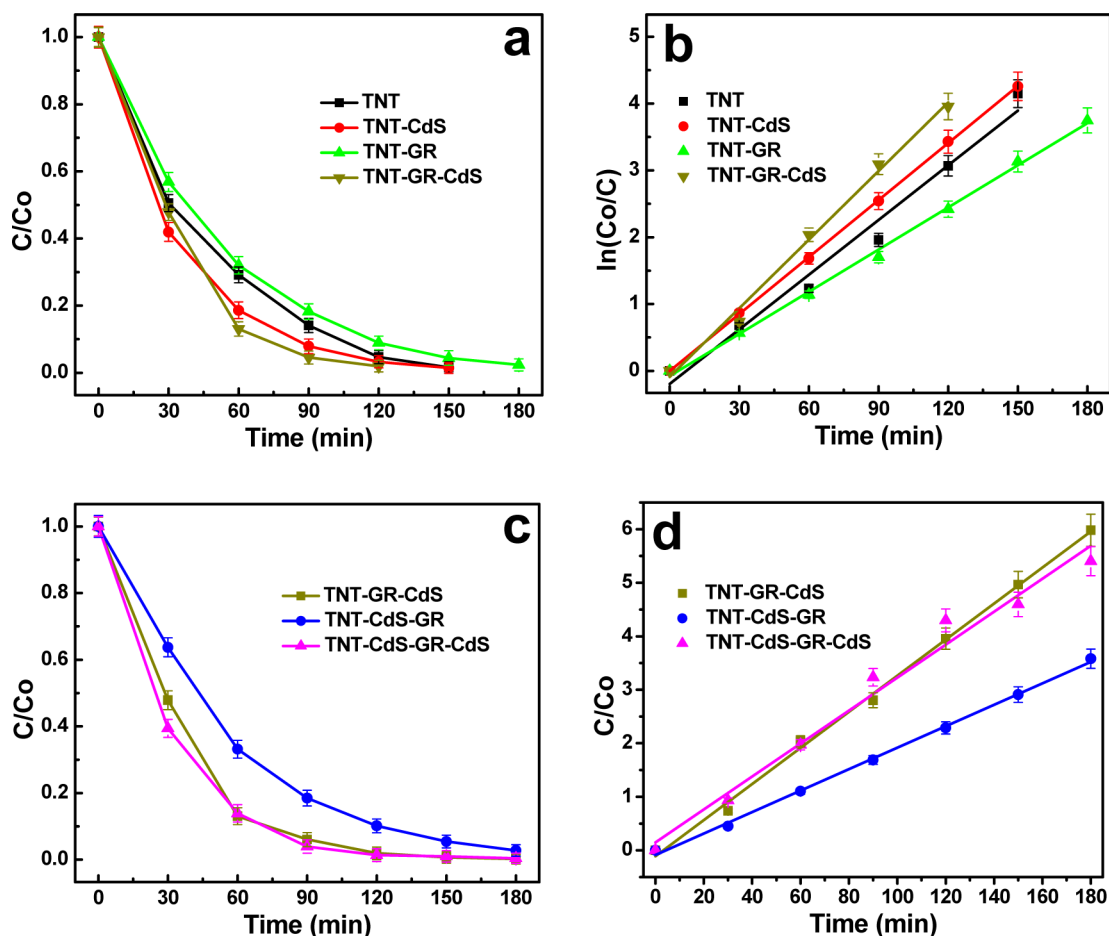 a
1.0
0.8
0.6
0.4
0.2
0.0
C/Co
TNT
TNT-CdS
TNT-GR
TNT-GR-CdS
0 30 60 90 120 150 180
Time (min)
b
5
4
3
2
1
0
ln(Co/C)
TNT
TNT-CdS
TNT-GR
TNT-GR-CdS
0 30 60 90 120 150 180
Time (min)
c
1.0
0.8
0.6
0.4
0.2
0.0
C/Co
TNT-GR-CdS
TNT-CdS-GR
TNT-CdS-GR-CdS
0 30 60 90 120 150 180
Time (min)
d
6
5
4
3
2
1
0
C/Co
TNT-GR-CdS
TNT-CdS-GR
TNT-CdS-GR-CdS
0 20 40 60 80 100 120 140 160 180
Time (min)